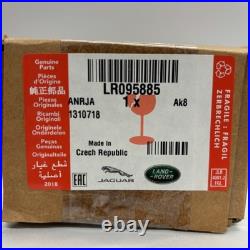 Genuine Parts
Pièces d'Origine
純正部品
Piezas Originales
Ricambi Originali
Originele Onderdelen
Peças Genuínas
Originalteile
قطع غيار أصلية
2018
LR095885
ANRJA
1 x
Ak8
1310718
Made in
Czech Republic
EAC
JAGUAR
LAND-
ROVER
FRAGILE - FRAGIL
ZERBRECHLICH